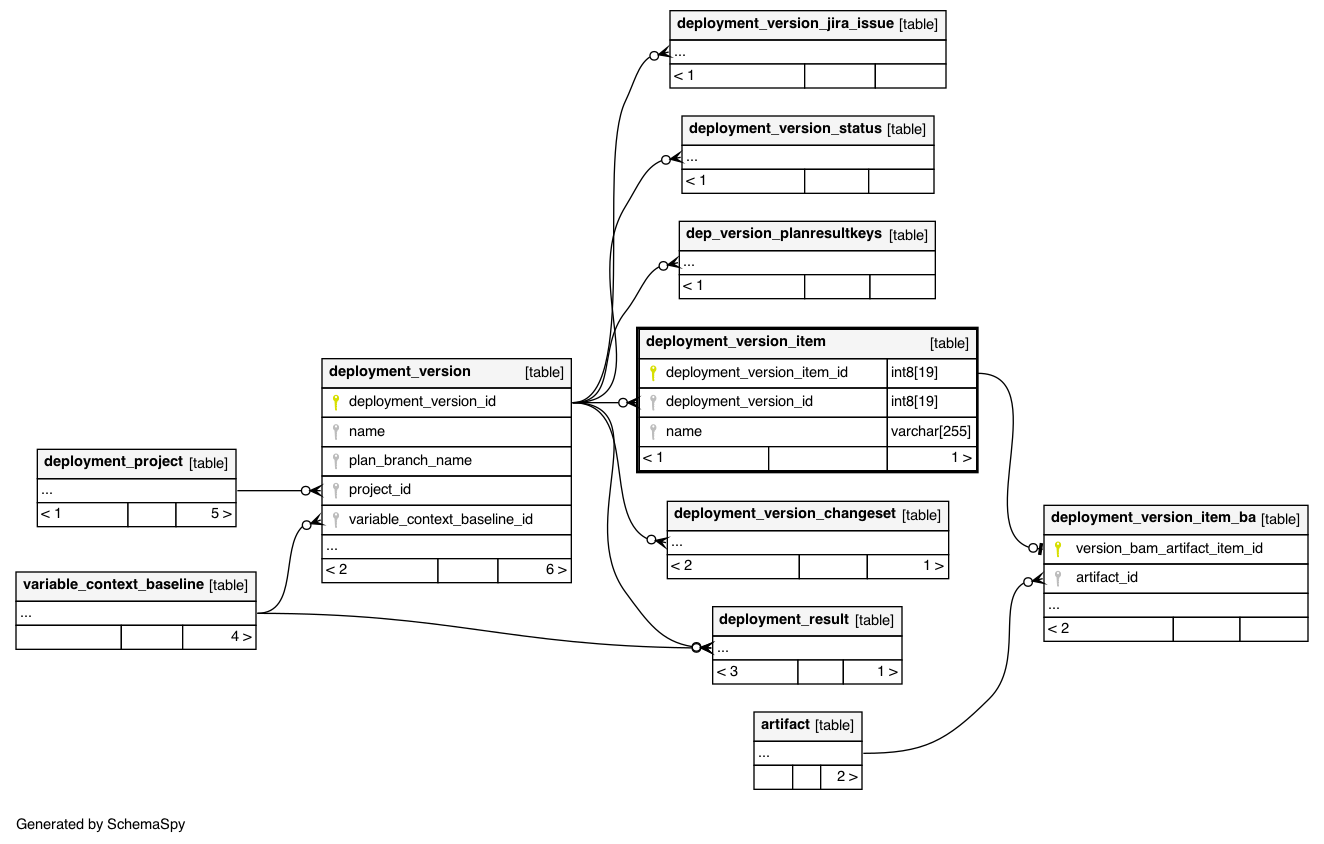 deployment_version_jira_issue [table]
...
< 1
deployment_version_status [table]
...
< 1
dep_version_planresultkeys [table]
...
< 1
deployment_version_item [table]
deployment_version_item_id int8[19]
deployment_version_id int8[19]
name varchar[255]
< 1 1 >
deployment_version [table]
deployment_version_id
name
plan_branch_name
project_id
variable_context_baseline_id
...
< 2 6 >
deployment_project [table]
...
< 1 5 >
variable_context_baseline [table]
...
4 >
deployment_version_changeset [table]
...
< 2 1 >
deployment_version_item_ba [table]
version_bam_artifact_item_id
artifact_id
...
< 2
deployment_result [table]
...
< 3 1 >
artifact [table]
...
2 >
Generated by SchemaSpy